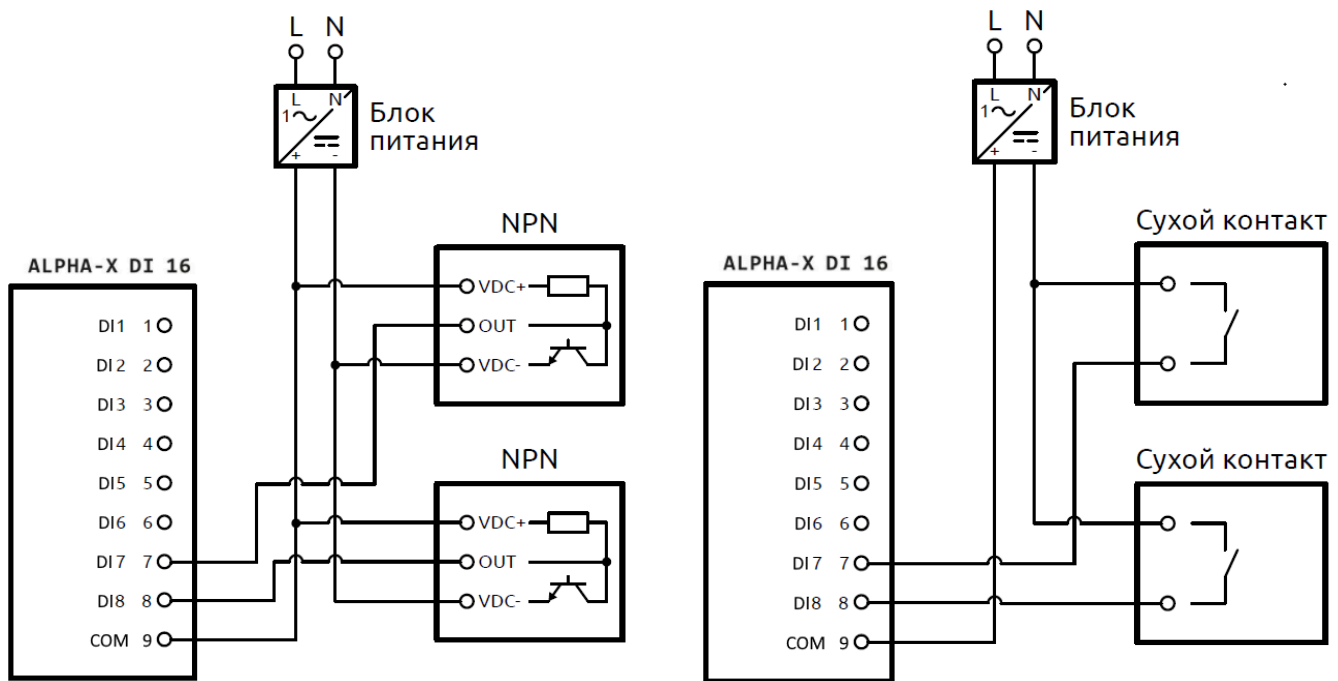 L N
L N
1
+ -
Блок
питания
NPN
VDC+
OUT
VDC-
NPN
VDC+
OUT
VDC-
ALPHA-X DI 16
DI1 1
DI2 2
DI3 3
DI4 4
DI5 5
DI6 6
DI7 7
DI8 8
COM 9
L N
L N
1
+ -
Блок
питания
Сухой контакт
Сухой контакт
ALPHA-X DI 16
DI1 1
DI2 2
DI3 3
DI4 4
DI5 5
DI6 6
DI7 7
DI8 8
COM 9